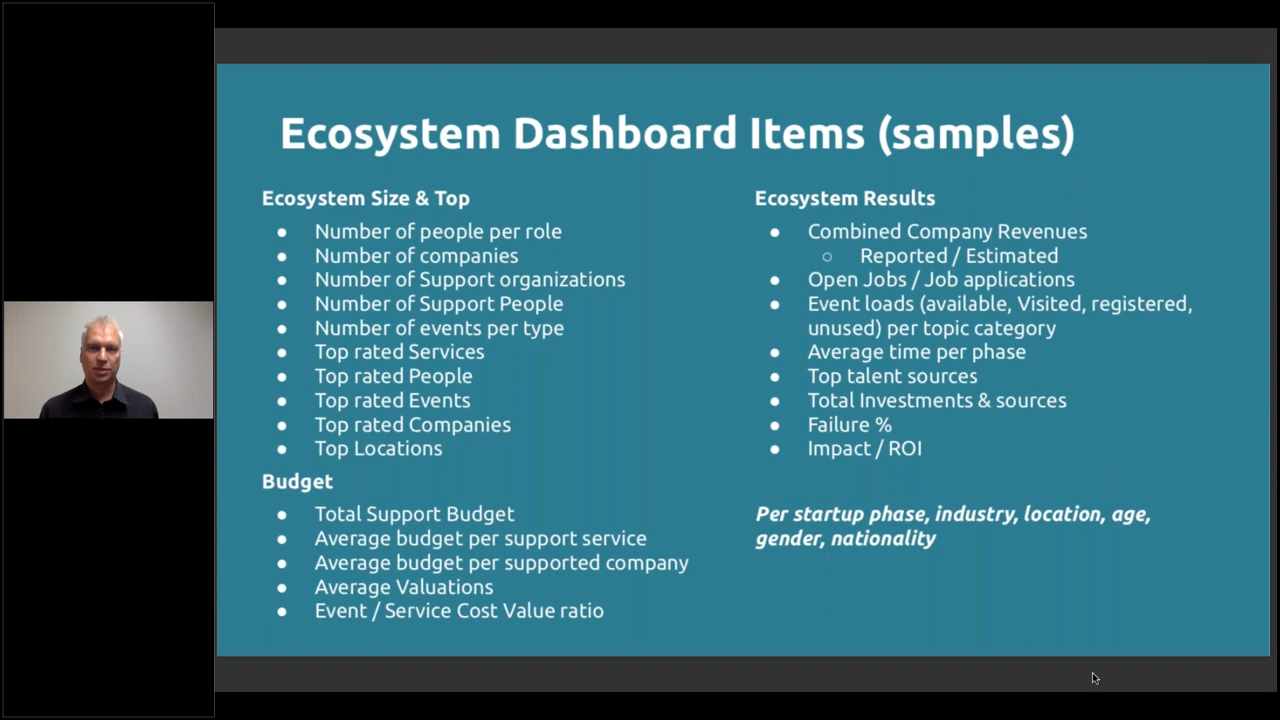 Ecosystem Dashboard Items (samples)
Ecosystem Size & Top
● Number of people per role
● Number of companies
● Number of Support organizations
● Number of Support People
● Number of events per type
● Top rated Services
● Top rated People
● Top rated Events
● Top rated Companies
● Top Locations
Budget
● Total Support Budget
● Average budget per support service
● Average budget per supported company
● Average Valuations
● Event / Service Cost Value ratio
Ecosystem Results
● Combined Company Revenues
○ Reported / Estimated
● Open Jobs / Job applications
● Event loads (available, Visited, registered,
unused) per topic category
● Average time per phase
● Top talent sources
● Total Investments & sources
● Failure %
● Impact / ROI
Per startup phase, industry, location, age,
gender, nationality